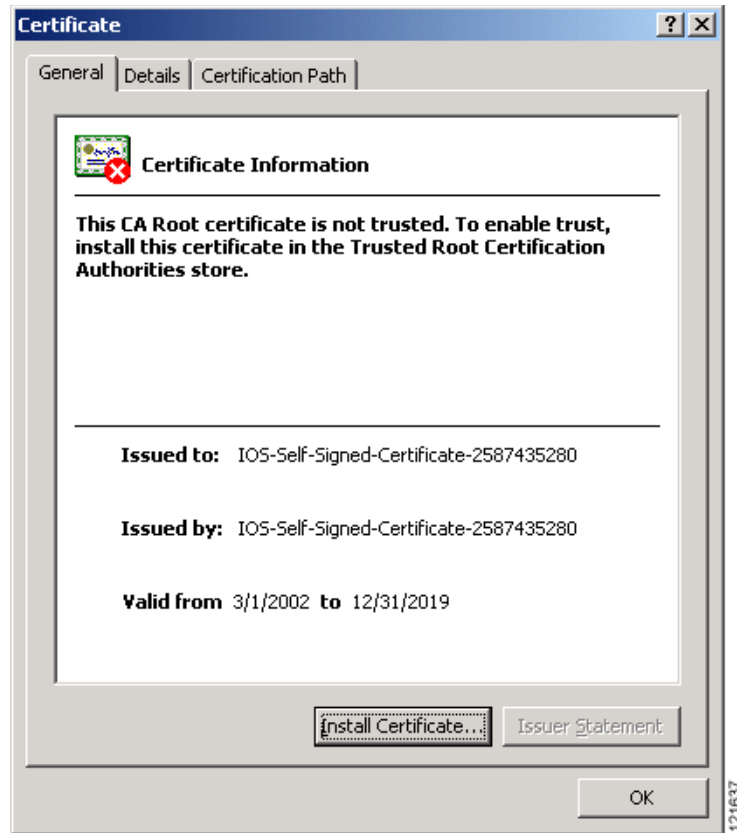 Certificate
General Details Certification Path
Certificate Information
This CA Root certificate is not trusted. To enable trust,
install this certificate in the Trusted Root Certification
Authorities store.
Issued to: IOS-Self-Signed-Certificate-2587435280
Issued by: IOS-Self-Signed-Certificate-2587435280
Valid from 3/1/2002 to 12/31/2019
Install Certificate... Issuer Statement
OK
121637